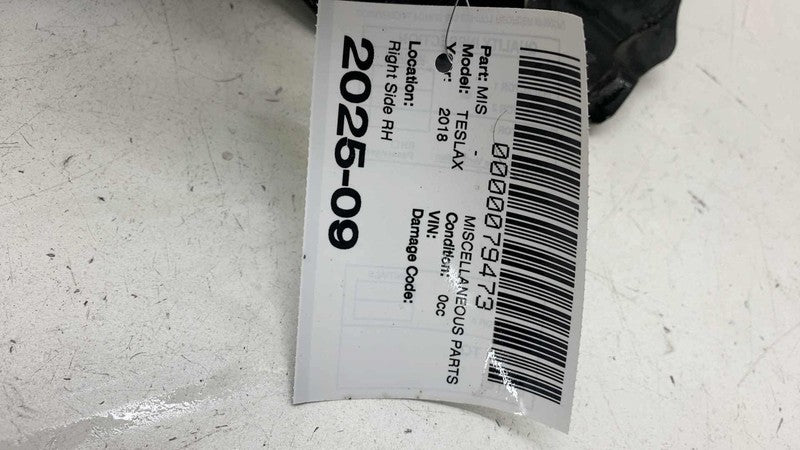 0000079473
Part: MIS - MISCELLANEOUS PARTS
Model: TESLAX Condition: 0cc
Year: 2018 VIN:
Damage Code:
Location:
Right Side RH
2025-09